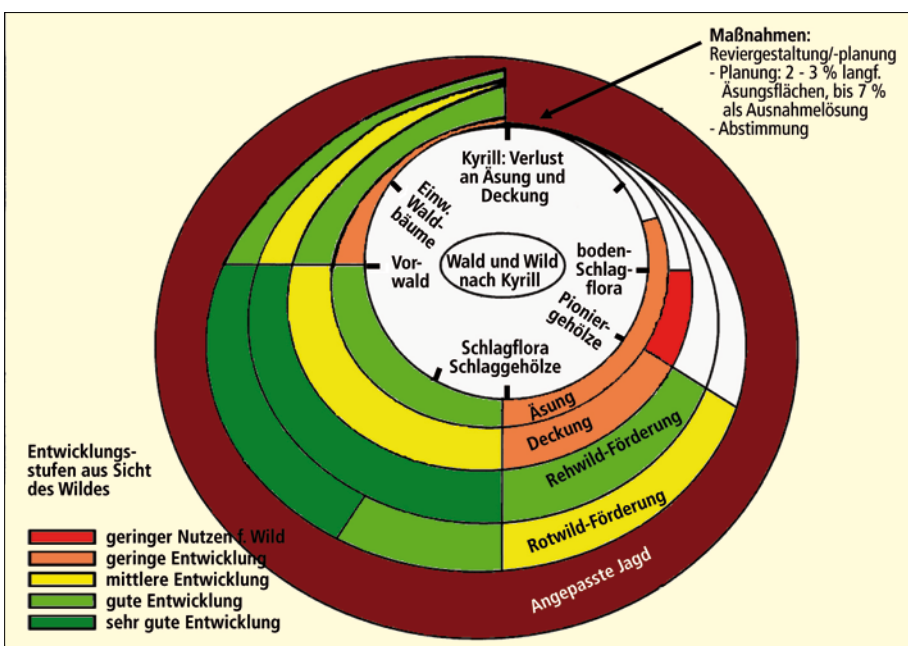 Maßnahmen:
Reviergestaltung/-planung
- Planung: 2 - 3 % langf.
Äsungsflächen, bis 7 %
als Ausnahmelösung
- Abstimmung
Kyrill: Verlust
an Äsung und
Deckung
Einw.
Wald-
bäume
Vor-
wald
Wald und Wild
nach Kyrill
boden-
Schlag-
flora
Pionier-
gehölze
Schlagflora
Schlaggehölze
Äsung
Deckung
Rehwild-Förderung
Rotwild-Förderung
Angepasste Jagd
Entwicklungs-
stufen aus Sicht
des Wildes
geringer Nutzen f. Wild
geringe Entwicklung
mittlere Entwicklung
gute Entwicklung
sehr gute Entwicklung